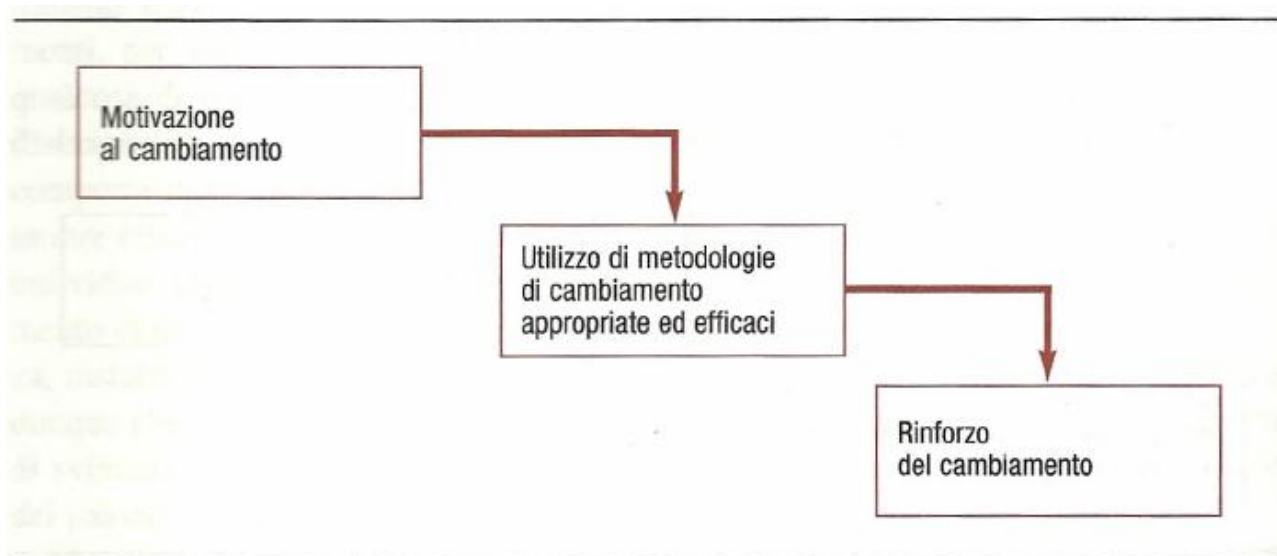 Motivazione
al cambiamento
Utilizzo di metodologie
di cambiamento
appropriate ed efficaci
Rinforzo
del cambiamento